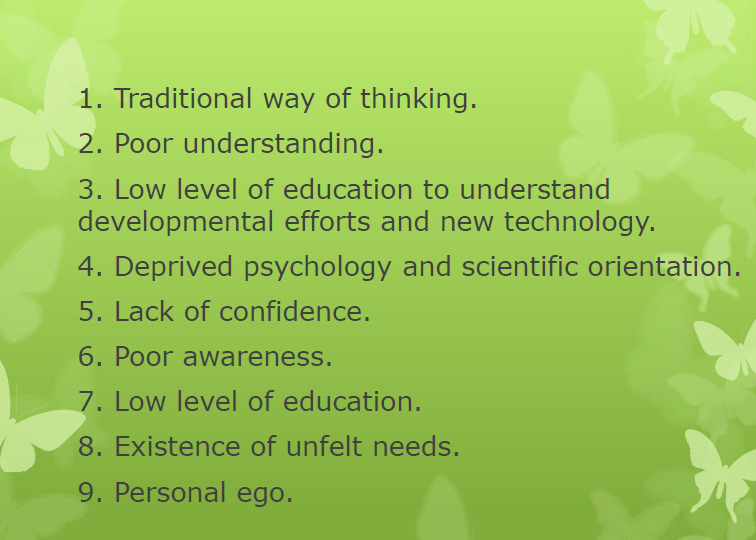 1. Traditional way of thinking.
2. Poor understanding.
3. Low level of education to understand
developmental efforts and new technology.
4. Deprived psychology and scientific orientation.
5. Lack of confidence.
6. Poor awareness.
7. Low level of education.
8. Existence of unfelt needs.
9. Personal ego.